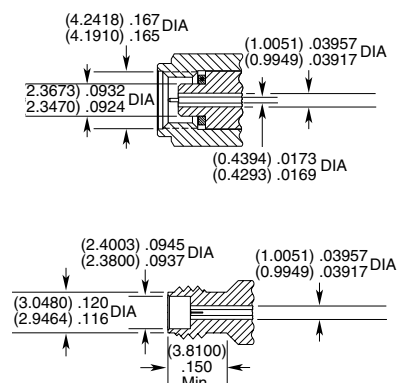 (4.2418) .167 DIA
(4.1910) .165
(1.0051) .03957 DIA
(0.9949) .03917
(2.3673) .0932 DIA
2.3470) .0924
(0.4394) .0173 DIA
(0.4293) .0169
(2.4003) .0945 DIA
(2.3800) .0937
(1.0051) .03957 DIA
(0.9949) .03917
(3.0480) .120 DIA
(2.9464) .116
(3.8100)
.150
Min.